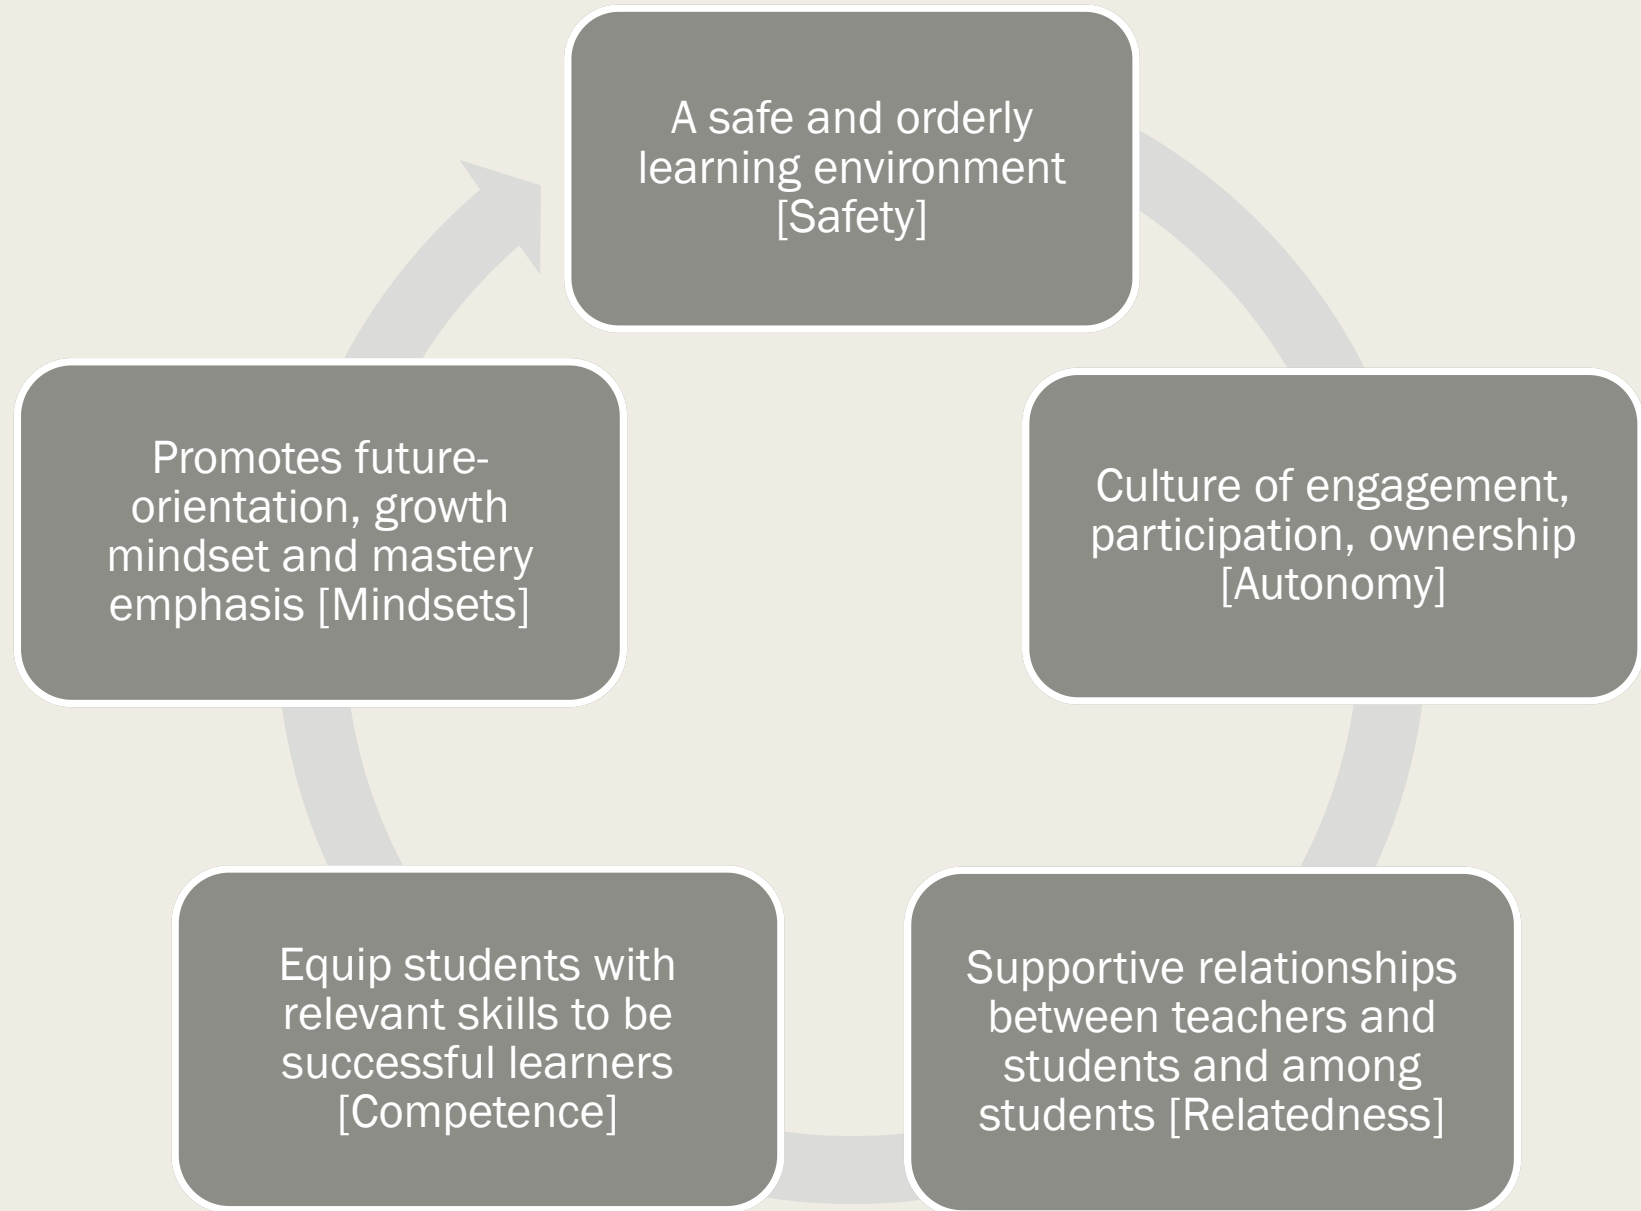 A safe and orderly
learning environment
[Safety]
Culture of engagement,
participation, ownership
[Autonomy]
Supportive relationships
between teachers and
students and among
students [Relatedness]
Equip students with
relevant skills to be
successful learners
[Competence]
Promotes future-
orientation, growth
mindset and mastery
emphasis [Mindsets]